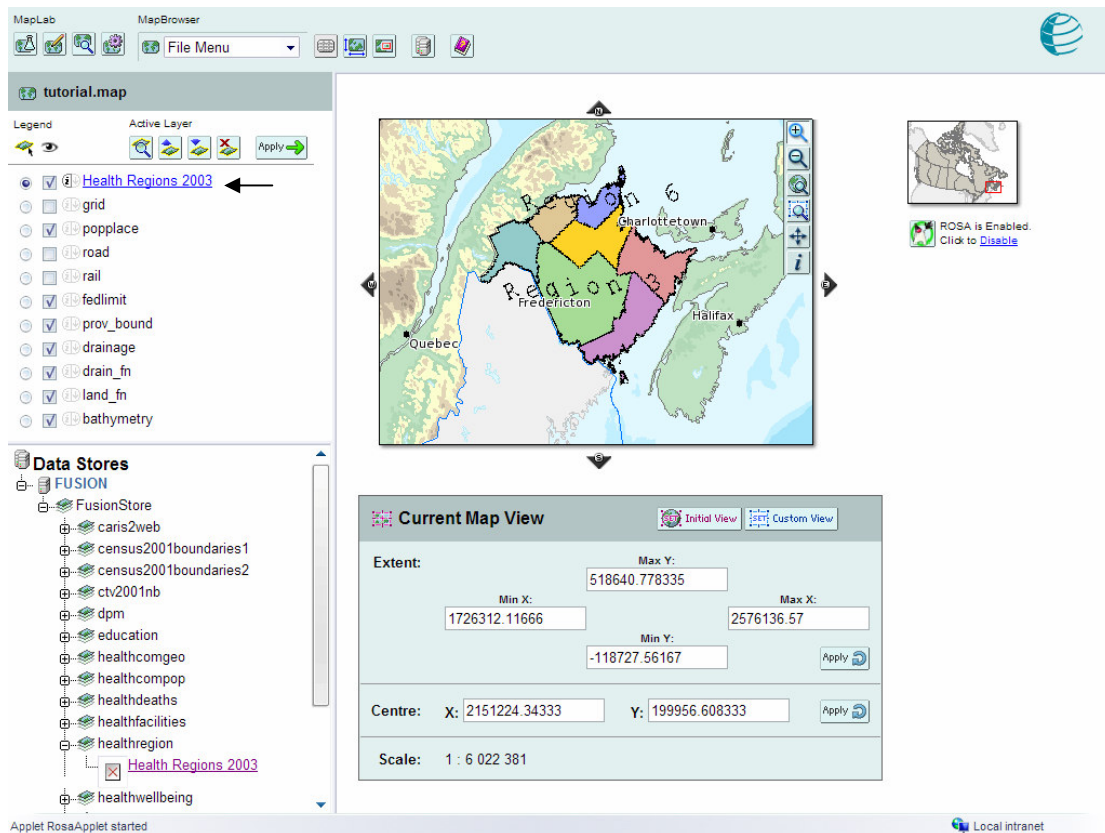 MapLab MapBrowser
File Menu
tutorial.map
Legend Active Layer
Apply
Health Regions 2003
grid
popplace
road
rail
fedlimit
prov_bound
drainage
drain_fn
land_fn
bathymetry
Data Stores
FUSION
FusionStore
caris2web
census2001boundaries1
census2001boundaries2
ctv2001nb
dpm
education
healthcomgeo
healthcompop
healthdeaths
healthfacilities
healthregion
Health Regions 2003
healthwellbeing
N
Region 6
Charlottetown
Region 3
Fredericton
Halifax
Quebec
W
E
S
i
ROSA is Enabled.
Click to Disable
Current Map View
SET Initial View
SET Custom View
Extent:
Max Y:
518640.778335
Min X: Max X:
1726312.11666 2576136.57
Min Y:
-118727.56167
Apply
Centre: X: 2151224.34333 Y: 199956.608333 Apply
Scale: 1 : 6 022 381
Applet RosaApplet started Local intranet